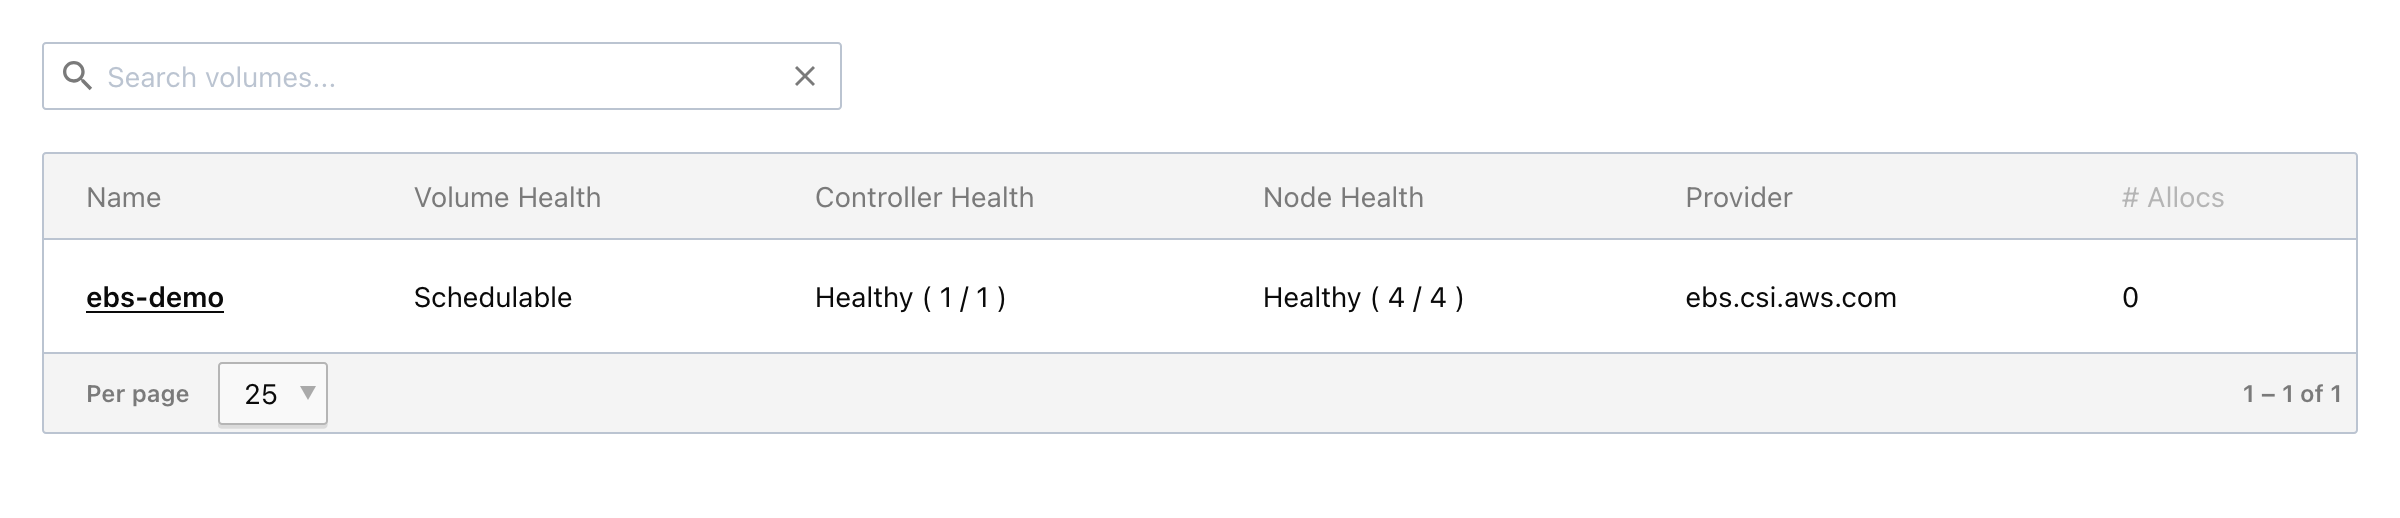 Search volumes...
Name Volume Health Controller Health Node Health Provider # Allocs
ebs-demo Schedulable Healthy ( 1 / 1 ) Healthy ( 4 / 4 ) ebs.csi.aws.com 0
Per page 25 1 – 1 of 1